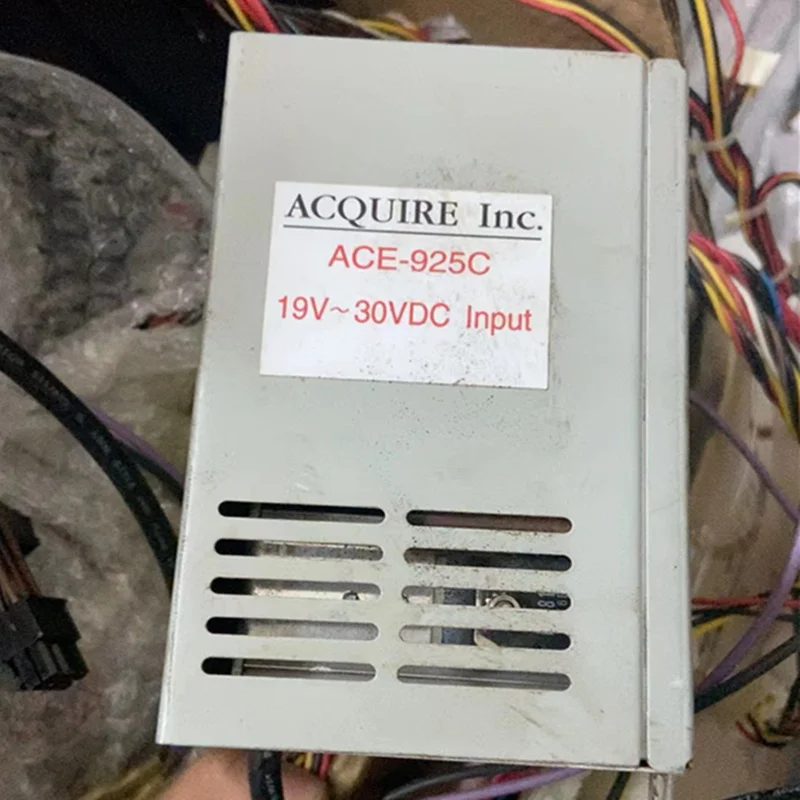 ACQUIRE Inc.
ACE-925C
19V~30VDC Input